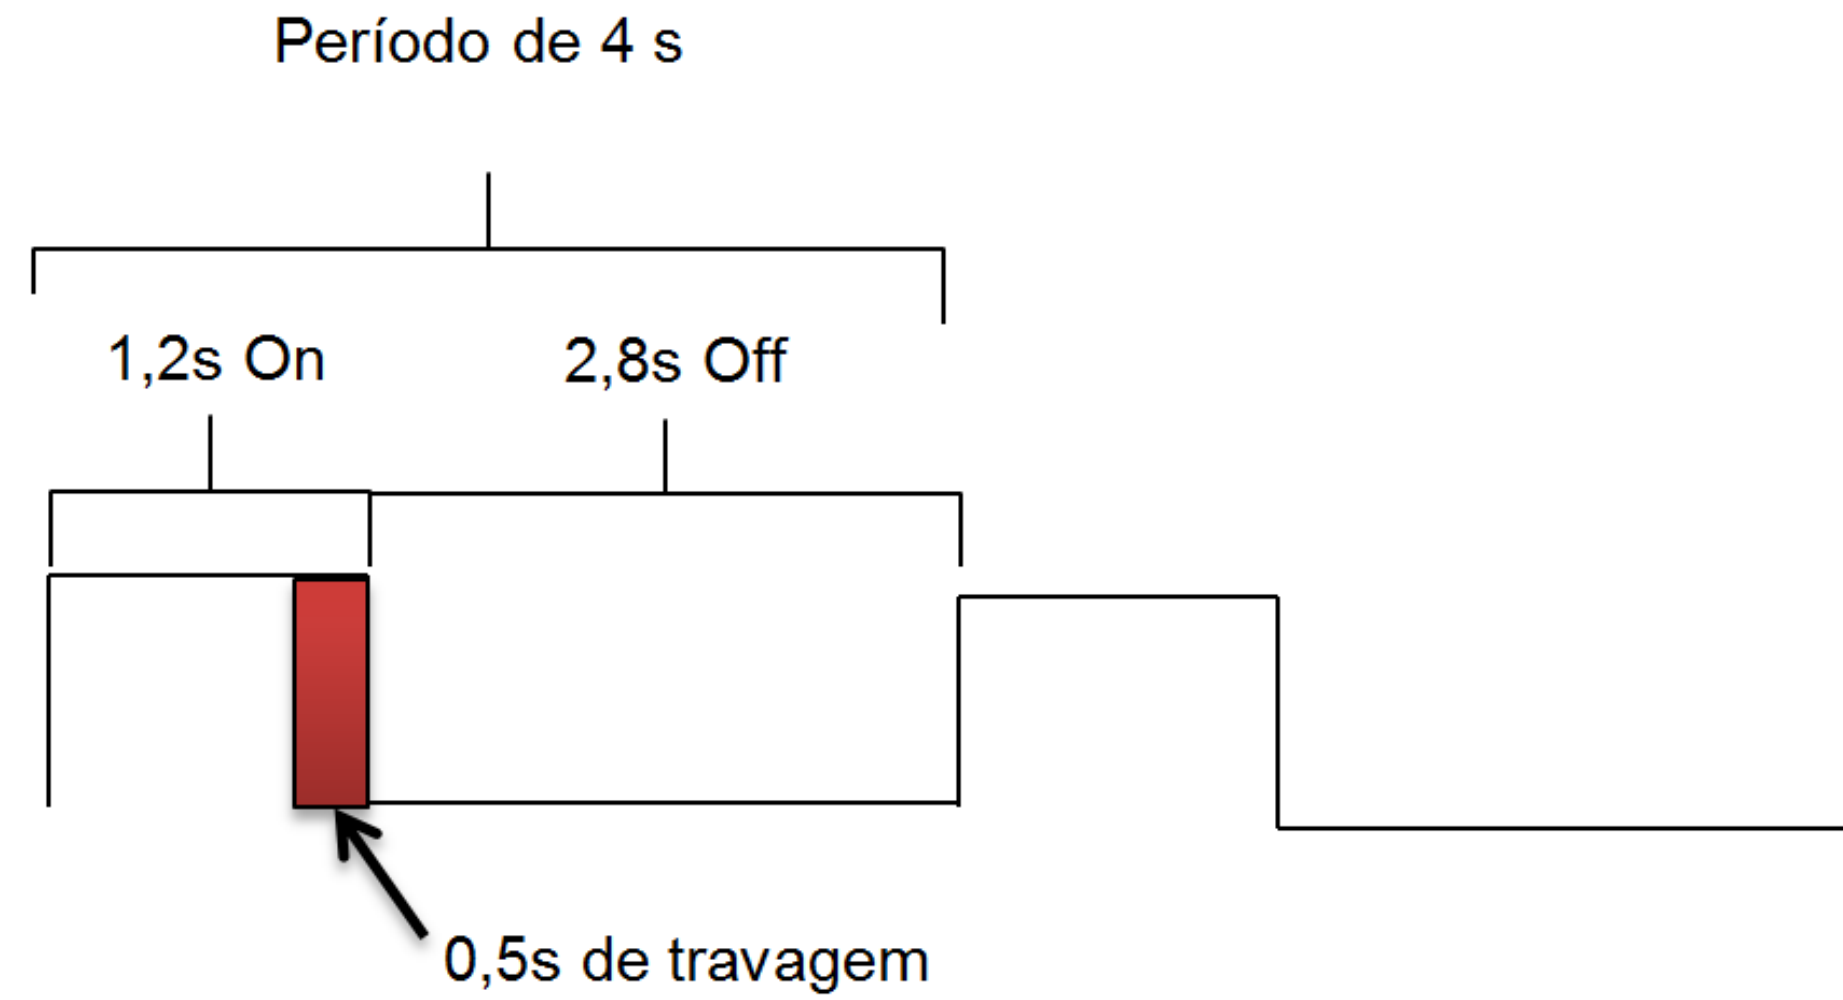 Período de 4 s
1,2s On
2,8s Off
0,5s de travagem